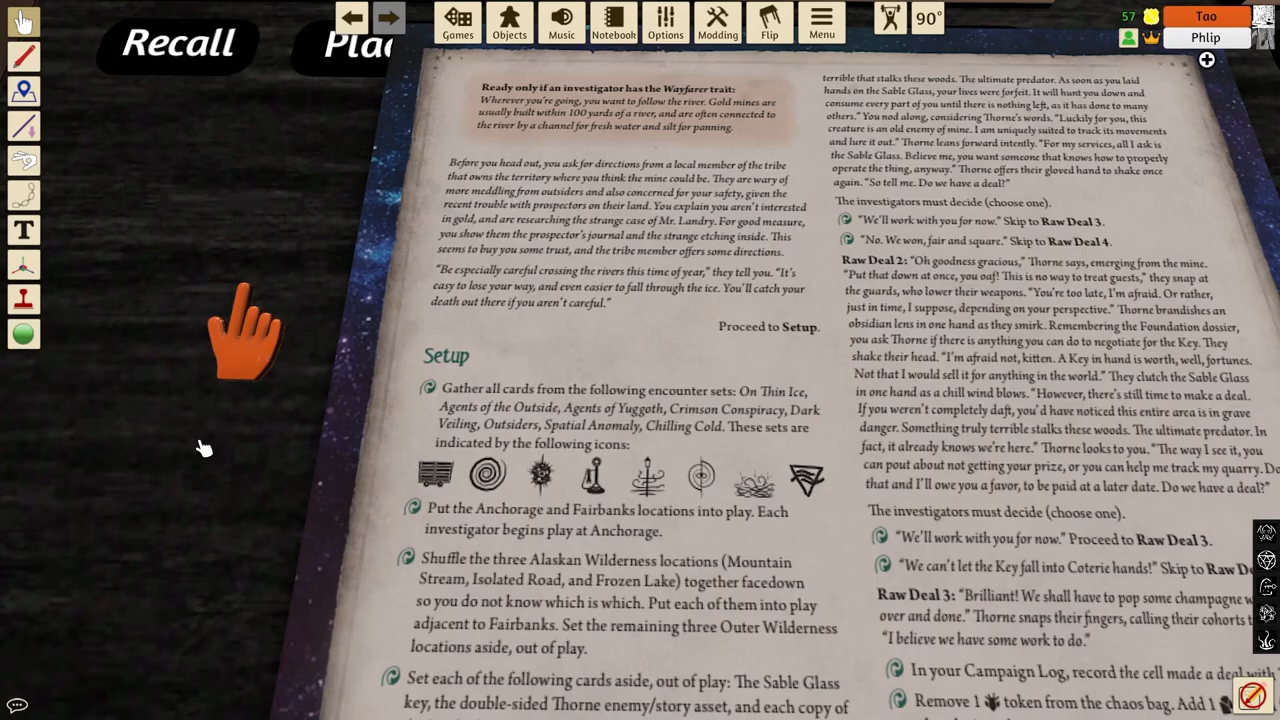 Recall
Games
Objects
Music
Notebook
Options
Modding
Flip
Menu
90°
57
Tao
Phlip
Ready only if an investigator has the Wayfarer trait:
Wherever you're going, you want to follow the river. Gold mines are
usually built within 100 yards of a river, and are often connected to
the river by a channel for fresh water and silt for panning.
Before you head out, you ask for directions from a local member of the tribe
that owns the territory where you think the mine could be. They are wary of
more meddling from outsiders and also concerned for your safety, given the
recent trouble with prospectors on their land. You explain you aren't interested
in gold, and are researching the strange case of Mr. Landry. For good measure,
you show them the prospector's journal and the strange etching inside. This
seems to buy you some trust, and the tribe member offers some directions.
"Be especially careful crossing the rivers this time of year," they tell you. "It's
easy to lose your way, and even easier to fall through the ice. You'll catch your
death out there if you aren't careful."
Proceed to Setup.
Setup
Gather all cards from the following encounter sets: On Thin Ice,
Agents of the Outside, Agents of Yuggoth, Crimson Conspiracy, Dark
Veiling, Outsiders, Spatial Anomaly, Chilling Cold. These sets are
indicated by the following icons:
Put the Anchorage and Fairbanks locations into play. Each
investigator begins play at Anchorage.
Shuffle the three Alaskan Wilderness locations (Mountain
Stream, Isolated Road, and Frozen Lake) together facedown
so you do not know which is which. Put each of them into play
adjacent to Fairbanks. Set the remaining three Outer Wilderness
locations aside, out of play.
Set each of the following cards aside, out of play: The Sable Glass
key, the double-sided Thorne enemy/story asset, and each copy of
terrible that stalks these woods. The ultimate predator. As soon as you laid
hands on the Sable Glass, your lives were forfeit. It will hunt you down and
consume every part of you until there is nothing left, as it has done to many
others." You nod along, considering Thorne's words. "Luckily for you, this
creature is an old enemy of mine. I am uniquely suited to track its movements
and lure it out." Thorne leans forward intently. "For my services, all I ask is
the Sable Glass. Believe me, you want someone that knows how to properly
operate the thing, anyway." Thorne offers their gloved hand to shake once
again. "So tell me. Do we have a deal?"
The investigators must decide (choose one).
"We'll work with you for now." Skip to Raw Deal 3.
"No. We won, fair and square." Skip to Raw Deal 4.
Raw Deal 2: "Oh goodness gracious," Thorne says, emerging from the mine.
"Put that down at once, you oaf! This is no way to treat guests," they snap at
the guards, who lower their weapons. "You're too late, I'm afraid. Or rather,
just in time, I suppose, depending on your perspective." Thorne brandishes an
obsidian lens in one hand as they smirk. Remembering the Foundation dossier,
you ask Thorne if there is anything you can do to negotiate for the Key. They
shake their head. "I'm afraid not, kitten. A Key in hand is worth, well, fortunes.
Not that I would sell it for anything in the world." They clutch the Sable Glass
in one hand as a chill wind blows. "However, there's still time to make a deal.
If you weren't completely daft, you'd have noticed this entire area is in grave
danger. Something truly terrible stalks these woods. The ultimate predator. In
fact, it already knows we're here." Thorne looks to you. "The way I see it, you
can pout about not getting your prize, or you can help me track my quarry. Do
that and I'll owe you a favor, to be paid at a later date. Do we have a deal?"
The investigators must decide (choose one).
"We'll work with you for now." Proceed to Raw Deal 3.
"We can't let the Key fall into Coterie hands!" Skip to Raw
Raw Deal 3: "Brilliant! We shall have to pop some champagne
over and done." Thorne snaps their fingers, calling their cohorts
"I believe we have some work to do."
In your Campaign Log, record the cell made a deal with
Remove 1 token from the chaos bag. Add 1